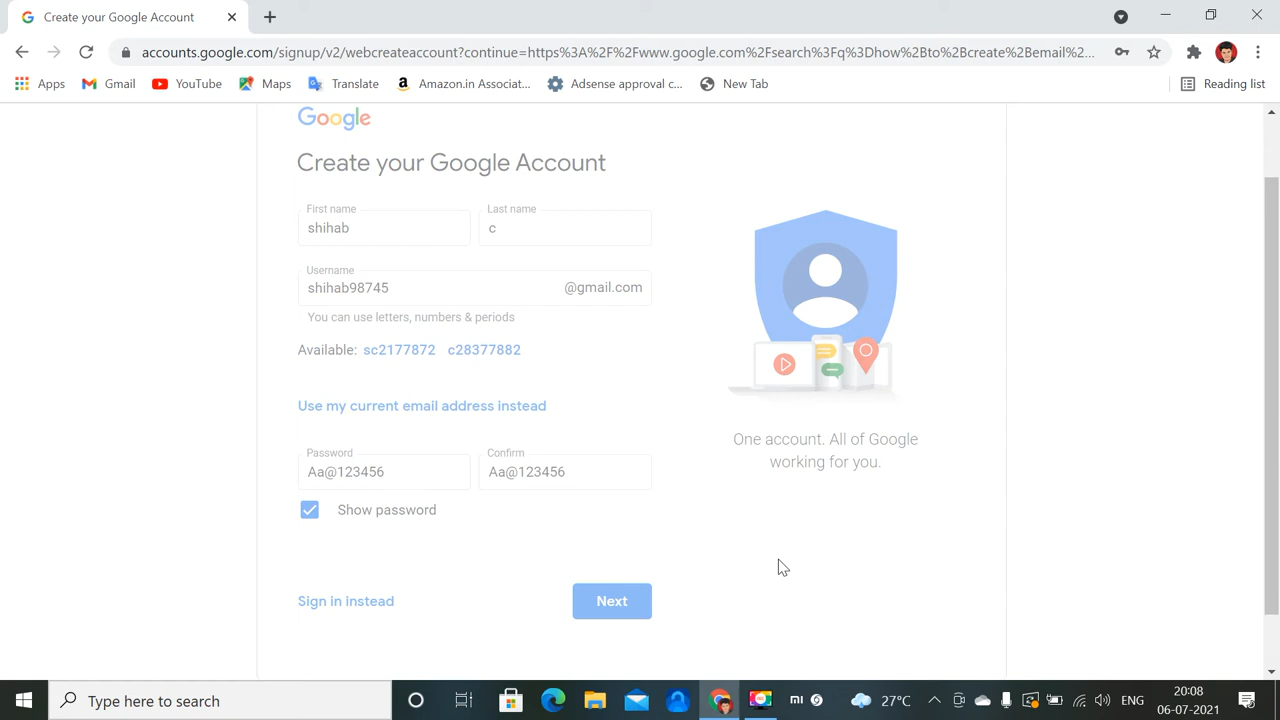 Create your Google Account
accounts.google.com/signup/v2/webcreateaccount?continue=https%3A%2F%2Fwww.google.com%2Fsearch%3Fq%3Dhow%2Bto%2Bcreate%2Bemail%2...
Apps Gmail YouTube Maps Translate Amazon.in Associat... Adsense approval c... New Tab Reading list
Google
Create your Google Account
First name Last name
shihab c
Username
shihab98745 @gmail.com
You can use letters, numbers & periods
Available: sc2177872 c28377882
Use my current email address instead
Password Confirm
Aa@123456 Aa@123456
Show password
One account. All of Google
working for you.
Sign in instead Next
Type here to search
mi
27°C
ENG
20:08
06-07-2021